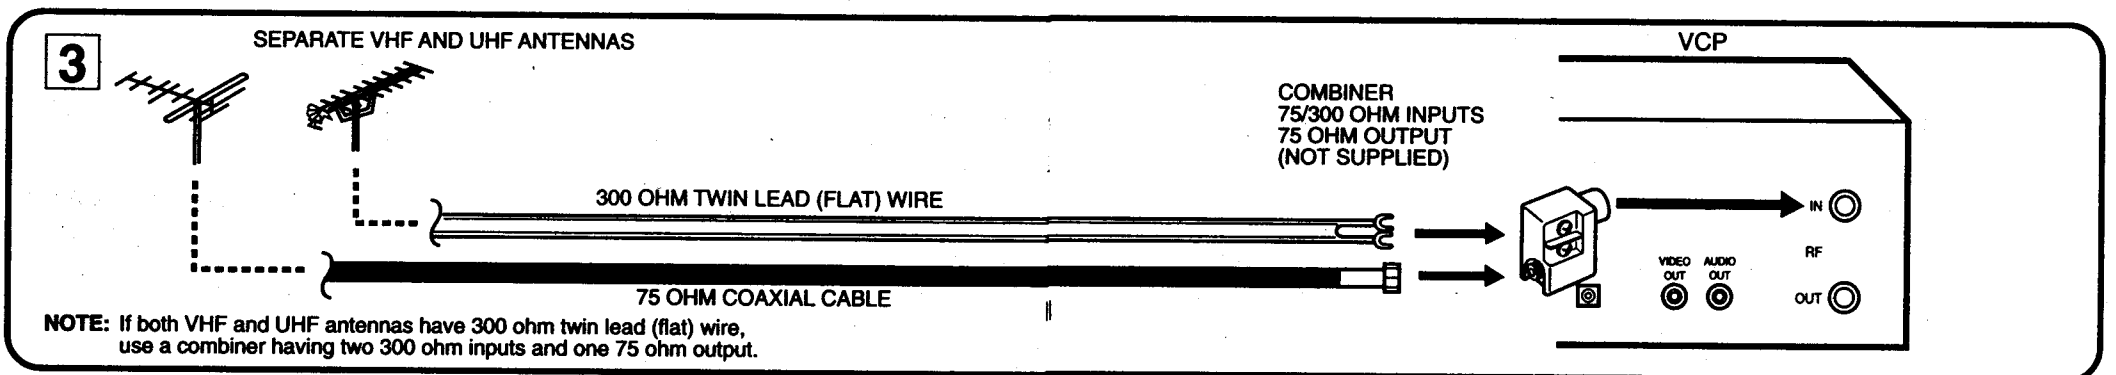 3
SEPARATE VHF AND UHF ANTENNAS
VCP
COMBINER
75/300 OHM INPUTS
75 OHM OUTPUT
(NOT SUPPLIED)
300 OHM TWIN LEAD (FLAT) WIRE
IN
RF
VIDEO
OUT
AUDIO
OUT
OUT
75 OHM COAXIAL CABLE
NOTE: If both VHF and UHF antennas have 300 ohm twin lead (flat) wire,
use a combiner having two 300 ohm inputs and one 75 ohm output.